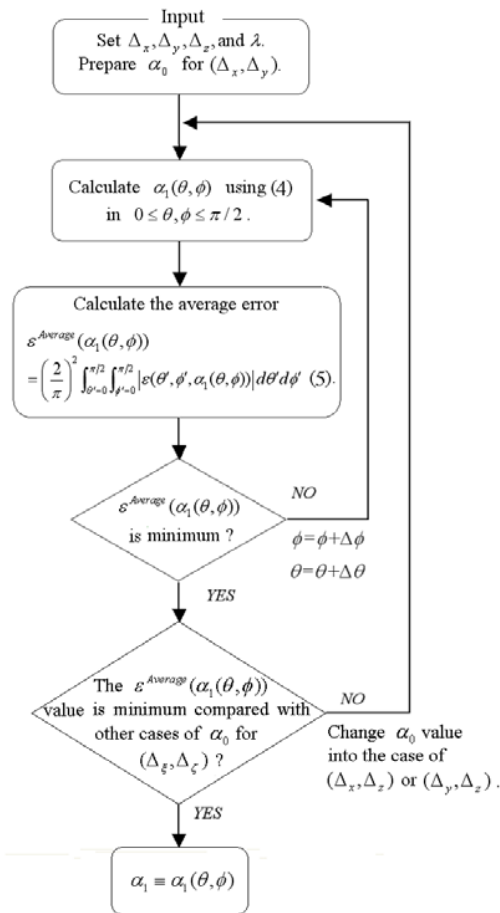 Input
Set Δx, Δy, Δz, and λ.
Prepare α0 for (Δx, Δy).
Calculate α1(θ, ϕ) using (4)
in 0 ≤ θ, ϕ ≤ π / 2 .
Calculate the average error
ε^Average (α1(θ, ϕ))
= (2/π)^2 ∫_{θ'=0}^{π/2} ∫_{ϕ'=0}^{π/2} |ε(θ', ϕ', α1(θ, ϕ))| dθ' dϕ' (5).
ε^Average (α1(θ, ϕ))
is minimum ?
NO
ϕ = ϕ + Δϕ
θ = θ + Δθ
YES
The ε^Average (α1(θ, ϕ))
value is minimum compared with
other cases of α0 for
(Δξ, Δζ) ?
NO
Change α0 value
into the case of
(Δx, Δz) or (Δy, Δz) .
YES
α1 ≡ α1(θ, ϕ)